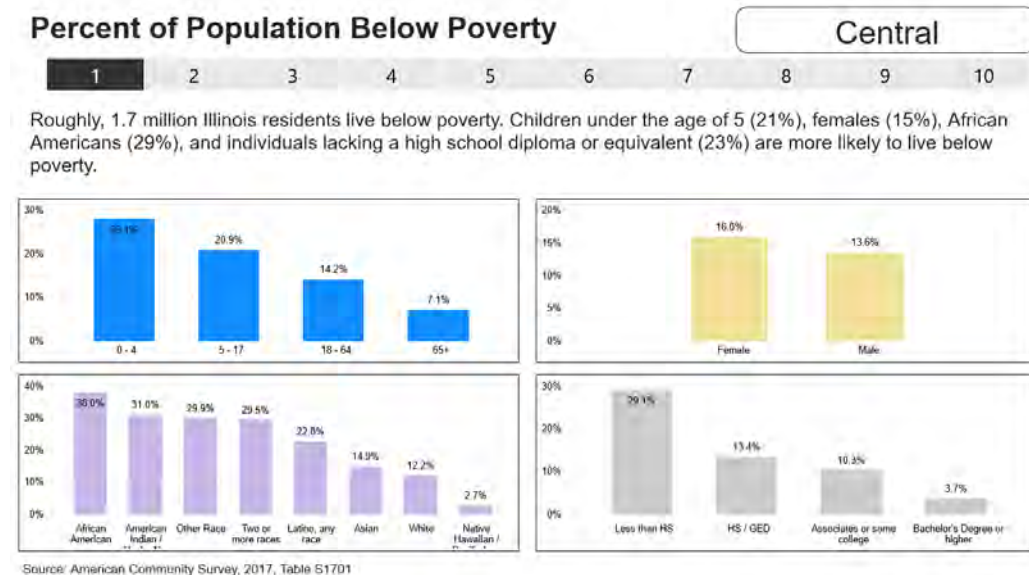 Percent of Population Below Poverty
Central
1 2 3 4 5 6 7 8 9 10
Roughly, 1.7 million Illinois residents live below poverty. Children under the age of 5 (21%), females (15%), African
Americans (29%), and individuals lacking a high school diploma or equivalent (23%) are more likely to live below
poverty.
30%
20%
10%
0%
20.9%
14.2%
7.1%
0 - 4
5 - 17
18 - 64
65+
20%
15%
10%
5%
0%
16.0%
13.6%
Female
Male
40%
30%
20%
10%
0%
38.0%
31.0%
29.9%
29.5%
22.8%
14.9%
12.2%
2.7%
African
American
American
Indian /
Other Race
Two or
more races
Latino, any
race
Asian
White
Native
Hawaiian /
30%
20%
10%
0%
29.1%
13.4%
10.3%
3.7%
Less than HS
HS / GED
Associates or some
college
Bachelor's Degree or
higher
Source: American Community Survey, 2017, Table S1701